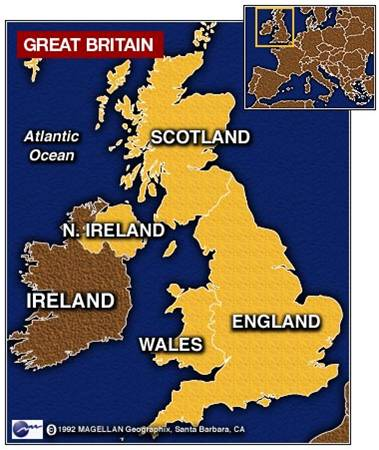 GREAT BRITAIN
Atlantic
Ocean
SCOTLAND
N. IRELAND
IRELAND
WALES
ENGLAND
© 1992 MAGELLAN Geographix, Santa Barbara, CA